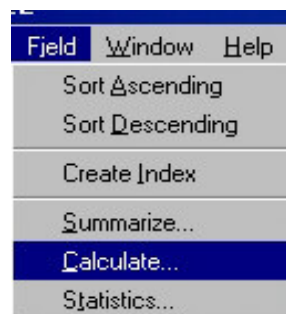 Field Window Help
Sort Ascending
Sort Descending
Create Index
Summarize...
Calculate...
Statistics...